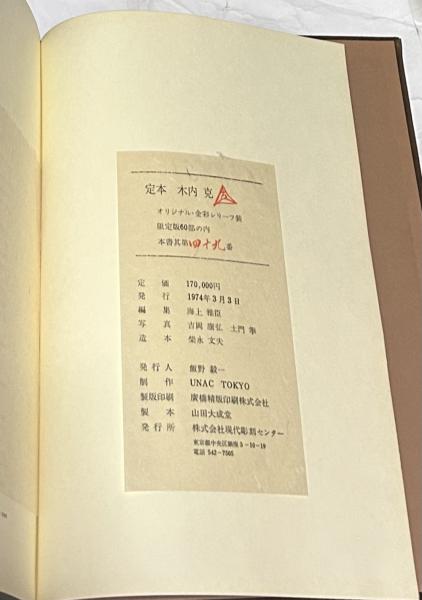 定本 木内 克
オリジナル・金彩レリーフ装
限定版60部の内
本書其第四十九番
定 価 170,000円
発 行 1974年3月3日
編 集 海上 雅臣
写 真 吉岡 康弘 土門 拳
造 本 栄永 文夫
発 行 人 飯野 毅一
制 作 UNAC TOKYO
製版印刷 廣橋精版印刷株式会社
製 本 山田大成堂
発 行 所 株式会社現代彫刻センター
東京都中央区銀座3-10-19
電話 542-7505